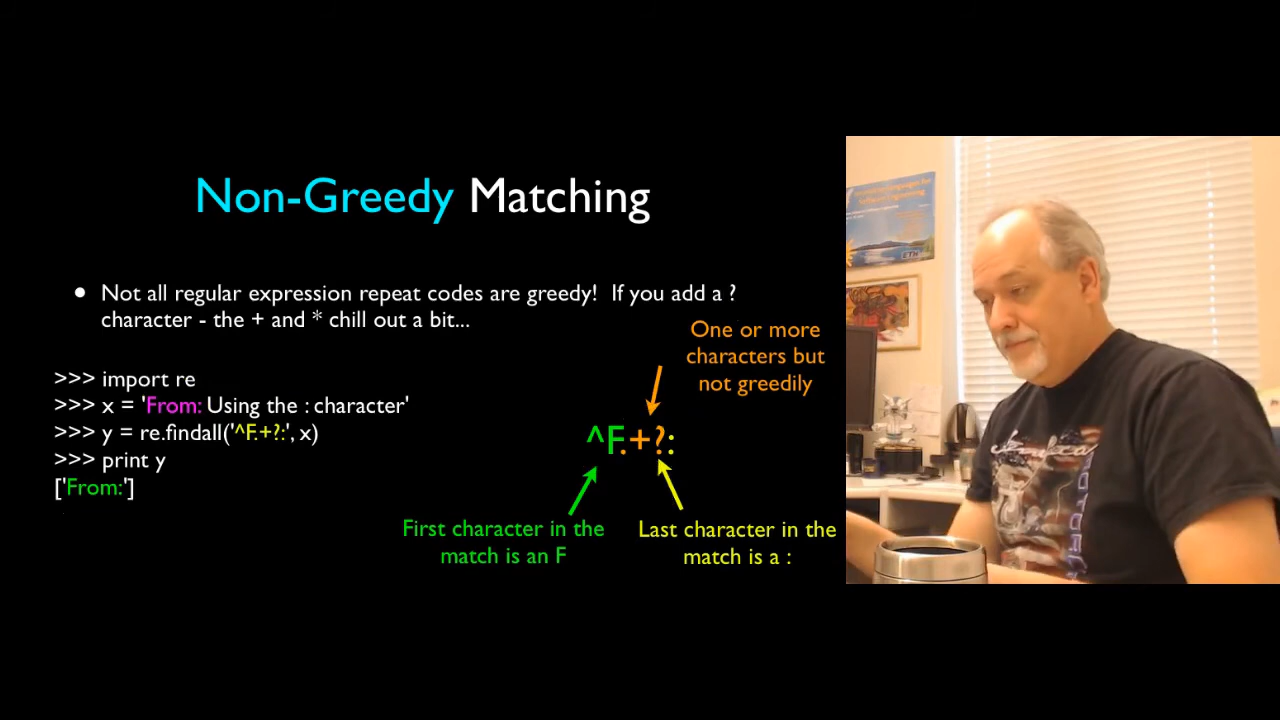 Non-Greedy Matching
● Not all regular expression repeat codes are greedy! If you add a ?
character - the + and * chill out a bit...
One or more
characters but
not greedily
>>> import re
>>> x = 'From: Using the : character'
>>> y = re.findall('^F.+?:', x)
>>> print y
['From:']
^F.+?:
First character in the
match is an F
Last character in the
match is a :
ETH